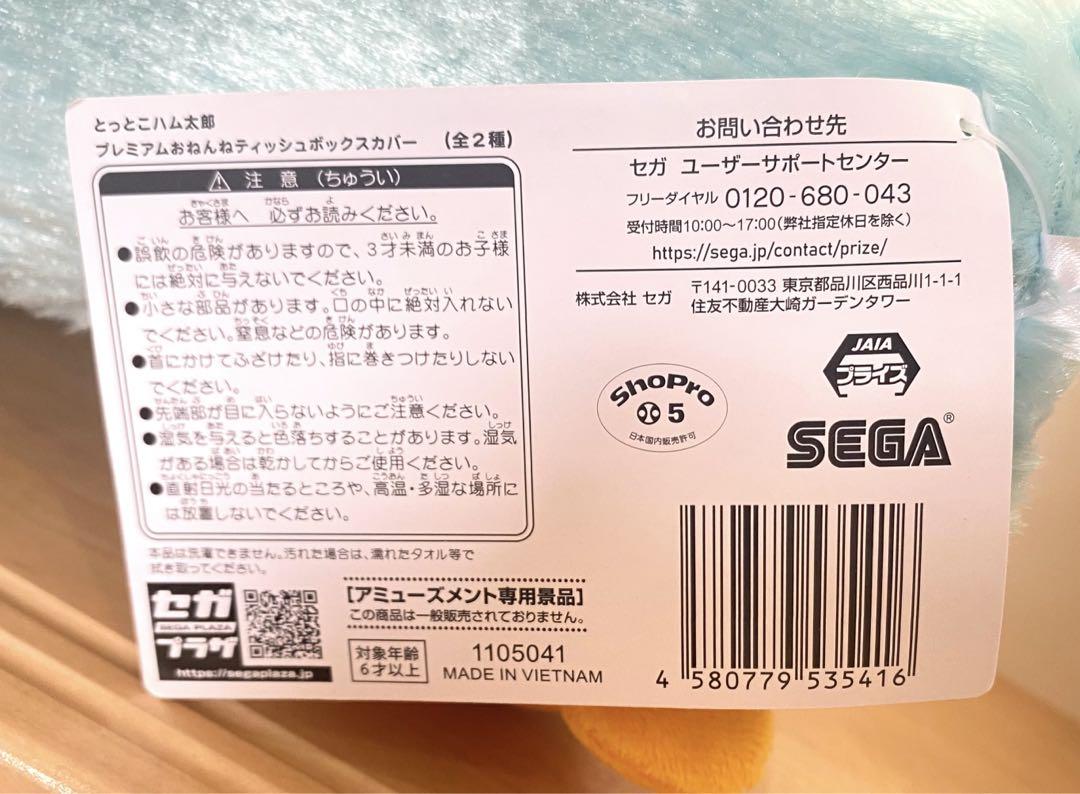 とっとこハム太郎
プレミアムおねんねティッシュボックスカバー (全2種)
⚠ 注意 (ちゅうい)
お客様へ 必ずお読みください。
●誤飲の危険がありますので、3才未満のお子様
には絶対に与えないでください。
●小さな部品があります。口の中に絶対入れない
でください。窒息などの危険があります。
●首にかけてふざけたり、指に巻きつけたりしない
でください。
●先端部が目に入らないようにご注意ください。
●湿気を与えると色落ちすることがあります。湿気
がある場合は乾かしてからご使用ください。
●直射日光の当たるところや、高温・多湿な場所に
は放置しないでください。
本品は洗濯できません。汚れた場合は、濡れたタオル等で
拭き取ってください。
セガ
SEGA PLAZA
プラザ
https://segaplaza.jp
[アミューズメント専用景品]
この商品は一般販売されておりません。
対象年齢
6才以上
1105041
MADE IN VIETNAM
お問い合わせ先
セガ ユーザーサポートセンター
フリーダイヤル 0120-680-043
受付時間10:00~17:00(弊社指定休日を除く)
https://sega.jp/contact/prize/
株式会社 セガ 〒141-0033 東京都品川区西品川1-1-1
住友不動産大崎ガーデンタワー
JAIA
プライズ
ShoPro
5
日本国内販売許可
SEGA®
4 580779 535416